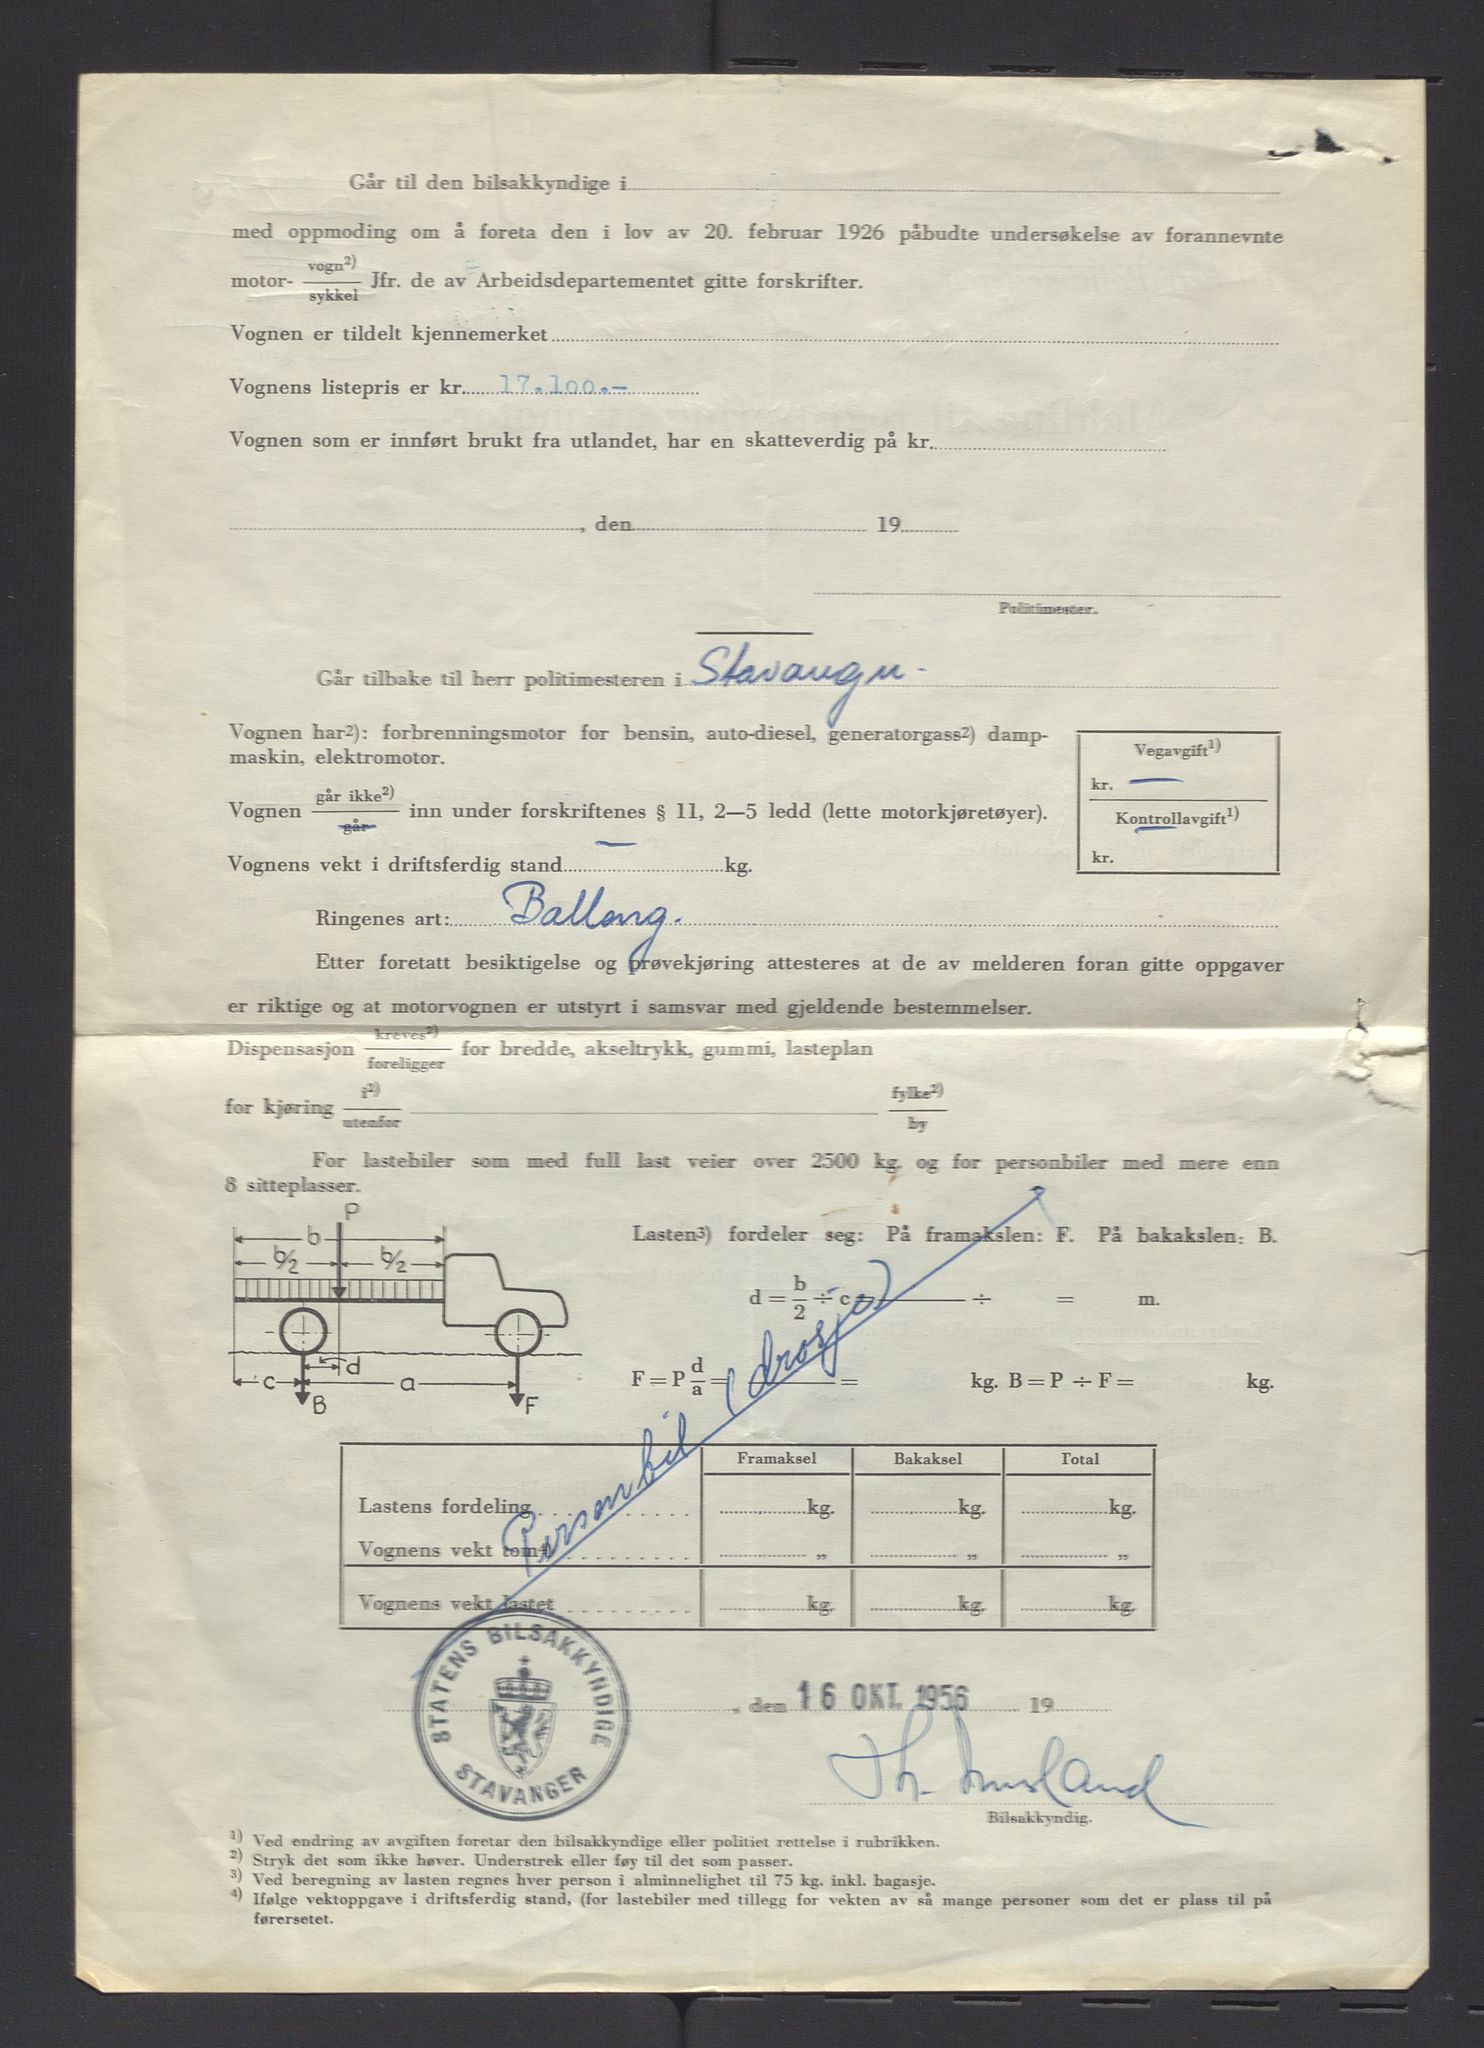 Går til den bilsakkyndige i
med oppmoding om å foreta den i lov av 20. februar 1926 påbudte undersøkelse av forannevnte
motor- vogn²)/sykkel Jfr. de av Arbeidsdepartementet gitte forskrifter.
Vognen er tildelt kjennemerket
Vognens listepris er kr. 17.100.-
Vognen som er innført brukt fra utlandet, har en skatteverdig på kr.
, den 19
Politimester.
Går tilbake til herr politimesteren i Stavanger-
Vognen har²): forbrenningsmotor for bensin, auto-diesel, generatorgass²) damp-
maskin, elektromotor.
Vegavgift¹)
kr. —
Vognen går ikke²)/går inn under forskriftenes § 11, 2—5 ledd (lette motorkjøretøyer).
Kontrollavgift¹)
kr.
Vognens vekt i driftsferdig stand — kg.
Ringenes art: Ballong.
Etter foretatt besiktigelse og prøvekjøring attesteres at de av melderen foran gitte oppgaver
er riktige og at motorvognen er utstyrt i samsvar med gjeldende bestemmelser.
Dispensasjon kreves²)/foreligger for bredde, akseltrykk, gummi, lasteplan
for kjøring i²)/utenfor fylke²)/by
For lastebiler som med full last veier over 2500 kg. og for personbiler med mere enn
8 sitteplasser.
P
b
b/2 b/2
d
c a
B F
Lasten³) fordeler seg: På framakslen: F. På bakakslen: B.
d = b/2 ÷ c = ÷ = m.
F = P d/a = = kg. B = P ÷ F = kg.
Personbil (drosje)
Framaksel Bakaksel Total
Lastens fordeling kg. kg. kg.
Vognens vekt tom⁴) „ „ „
Vognens vekt lastet kg. kg. kg.
STATENS BILSAKKYNDIGE
STAVANGER
, den 16 OKT. 1956 19
Bilsakkyndig.
¹) Ved endring av avgiften foretar den bilsakkyndige eller politiet rettelse i rubrikken.
²) Stryk det som ikke høver. Understrek eller føy til det som passer.
³) Ved beregning av lasten regnes hver person i alminnelighet til 75 kg. inkl. bagasje.
⁴) Ifølge vektoppgave i driftsferdig stand, (for lastebiler med tillegg for vekten av så mange personer som det er plass til på
førersetet.